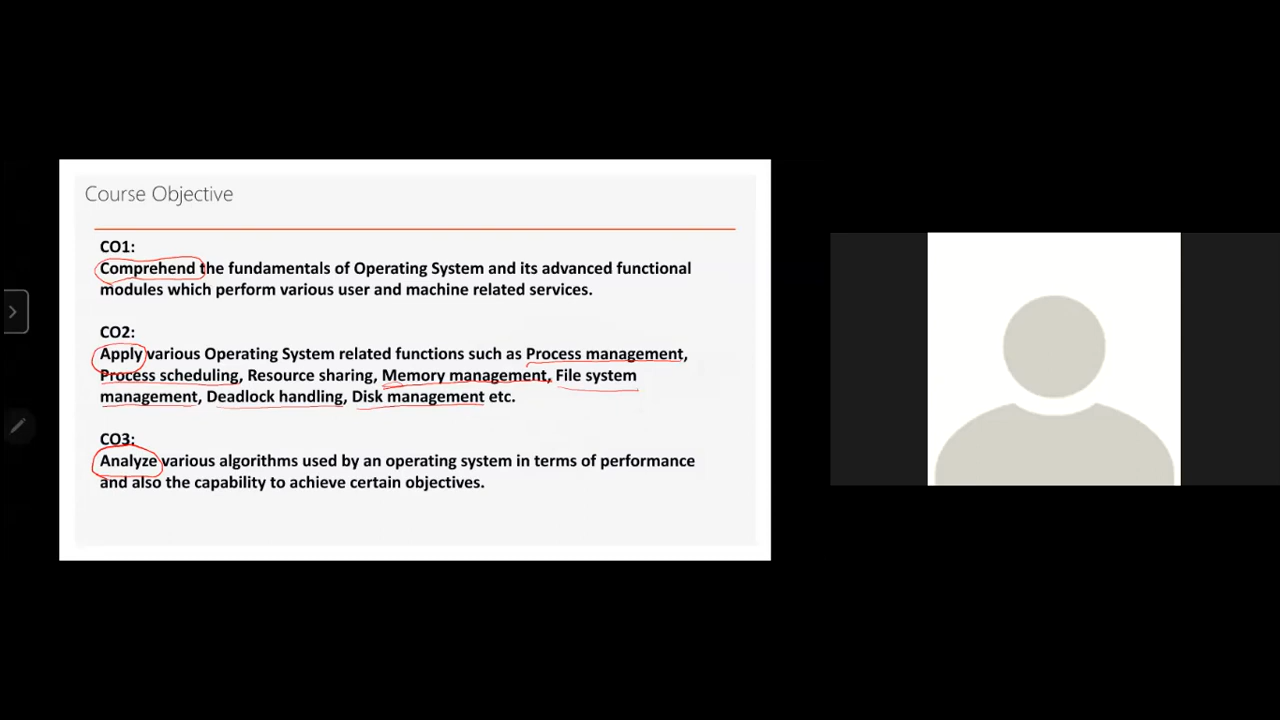 Course Objective
CO1:
Comprehend the fundamentals of Operating System and its advanced functional
modules which perform various user and machine related services.
CO2:
Apply various Operating System related functions such as Process management,
Process scheduling, Resource sharing, Memory management, File system
management, Deadlock handling, Disk management etc.
CO3:
Analyze various algorithms used by an operating system in terms of performance
and also the capability to achieve certain objectives.